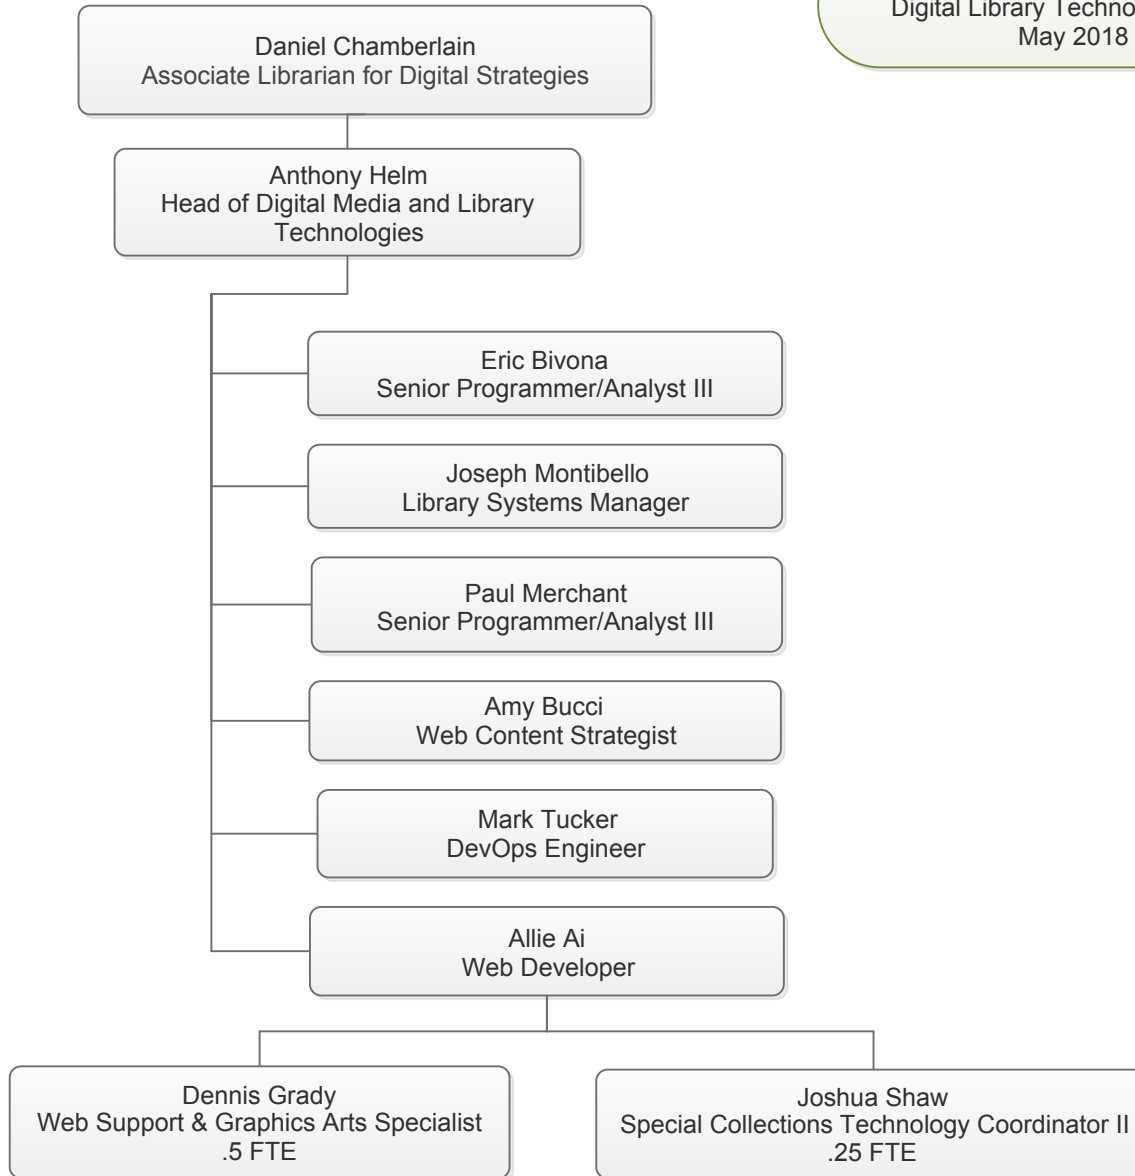 Digital Library
May 2018
Daniel Chamberlain
Associate Librarian for Digital Strategies
Anthony Helm
Head of Digital Media and Library
Technologies
Eric Bivona
Senior Programmer/Analyst III
Joseph Montibello
Library Systems Manager
Paul Merchant
Senior Programmer/Analyst III
Amy Bucci
Web Content Strategist
Mark Tucker
DevOps Engineer
Allie Ai
Web Developer
Dennis Grady
Web Support & Graphics Arts Specialist
.5 FTE
Joshua Shaw
Special Collections Technology Coordinator II
.25 FTE